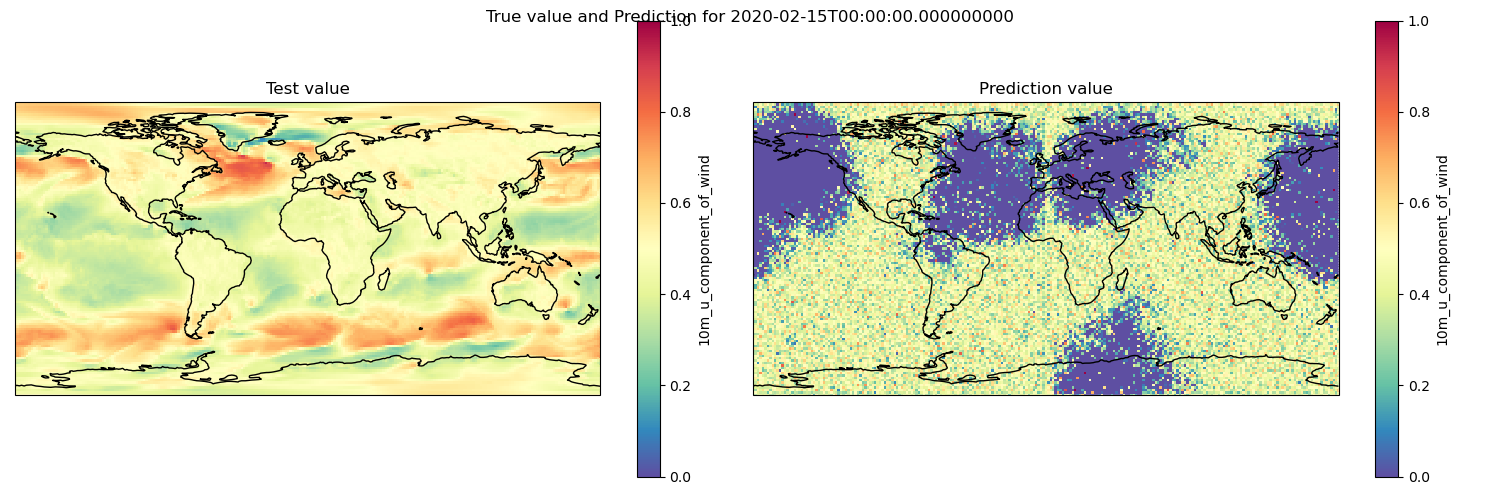 True value and Prediction for 2020-02-15T00:00:00.000000000
Test value
1.0
0.8
0.6
0.4
0.2
0.0
10m_u_component_of_wind
Prediction value
1.0
0.8
0.6
0.4
0.2
0.0
10m_u_component_of_wind